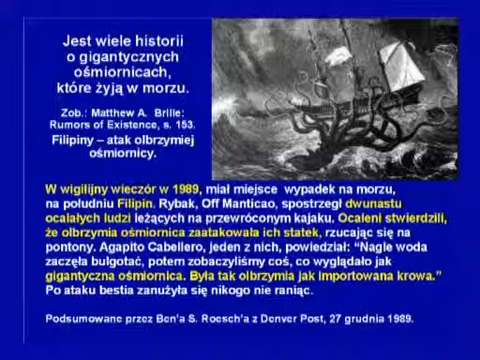 Jest wiele historii
o gigantycznych
ośmiornicach,
które żyją w morzu.
Zob.: Matthew A. Brille:
Rumors of Existence, s. 153.
Filipiny – atak olbrzymiej
ośmiornicy.
W wigilijny wieczór w 1989, miał miejsce wypadek na morzu,
na południu Filipin. Rybak, Off Manticao, spostrzegł dwunastu
ocalałych ludzi leżących na przewróconym kajaku. Ocaleni stwierdzili,
że olbrzymia ośmiornica zaatakowała ich statek, rzucając się na
pontony. Agapito Cabellero, jeden z nich, powiedział: “Nagle woda
zaczęła bulgotać, potem zobaczyliśmy coś, co wyglądało jak
gigantyczna ośmiornica. Była tak olbrzymia jak importowana krowa.”
Po ataku bestia zanużyła się nikogo nie raniąc.
Podsumowane przez Ben’a S. Roesch’a z Denver Post, 27 grudnia 1989.